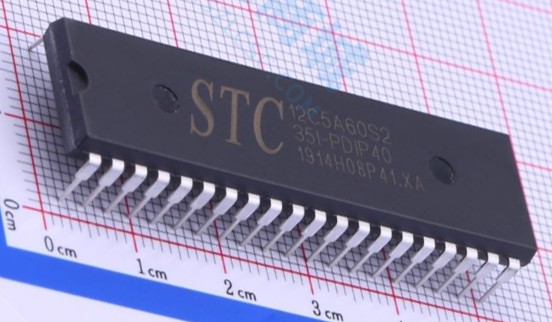 STC
12C5A60S2
35I-PDIP40
1914H08P41.XA
0cm
0cm
1cm
2cm
3cm